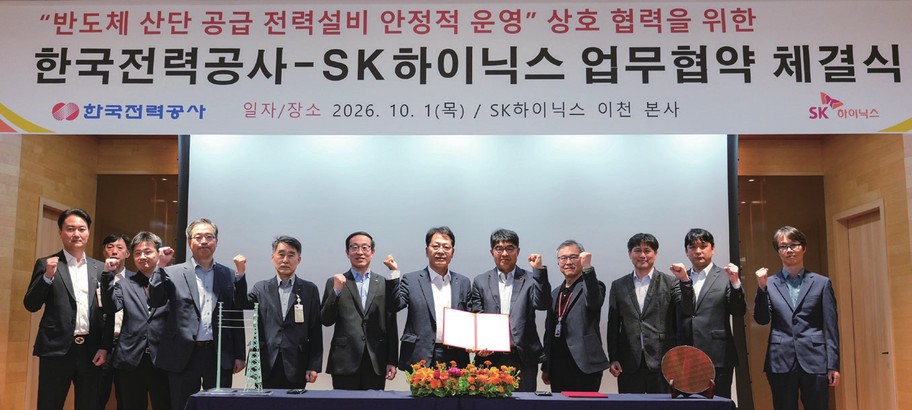 “반도체 산단 공급 전력설비 안정적 운영” 상호 협력을 위한
한국전력공사-SK하이닉스 업무협약 체결식
한국전력공사 일자/장소 2026. 10. 1(목) / SK하이닉스 이천 본사 SK 하이닉스